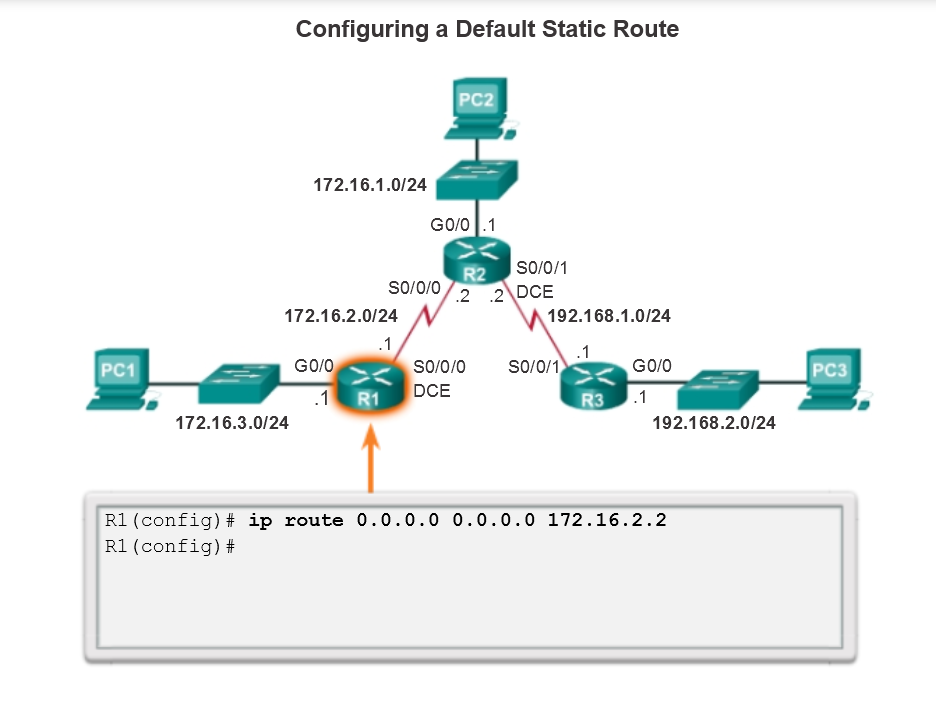 Configuring a Default Static Route
PC2
172.16.1.0/24
G0/0 .1
R2
S0/0/1
DCE
S0/0/0
.2 .2
172.16.2.0/24
192.168.1.0/24
.1
.1
PC1
G0/0
S0/0/0
DCE
S0/0/1
G0/0
PC3
.1
R1
R3
.1
172.16.3.0/24
192.168.2.0/24
R1(config)# ip route 0.0.0.0 0.0.0.0 172.16.2.2
R1(config)#